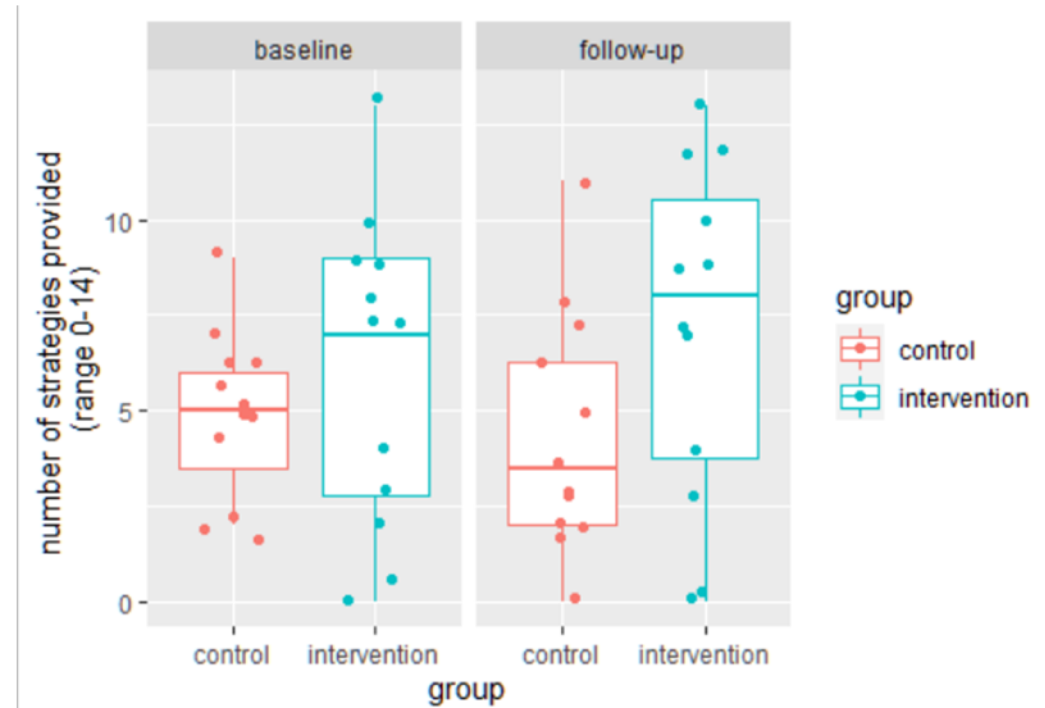 baseline
follow-up
number of strategies provided
(range 0-14)
10
5
0
control
intervention
control
intervention
group
group
control
intervention